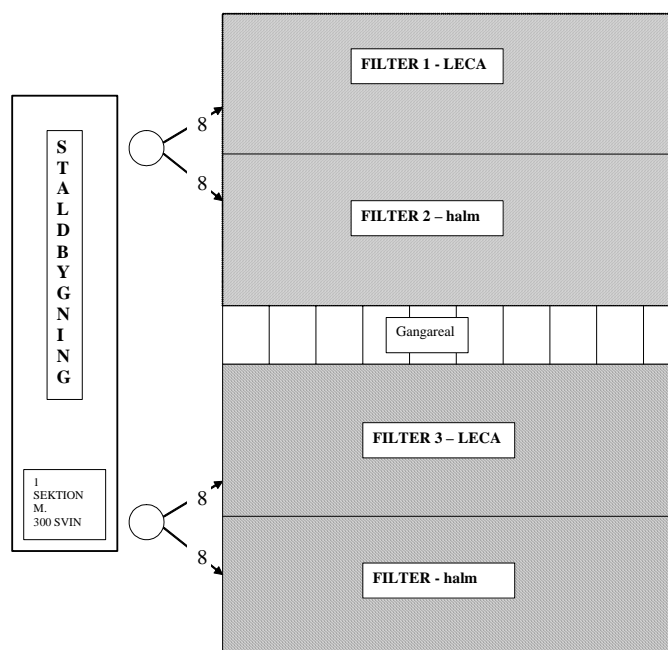 S
T
A
L
D
B
Y
G
N
I
N
G
1
SEKTION
M.
300 SVIN
8
8
8
8
FILTER 1 - LECA
FILTER 2 – halm
Gangareal
FILTER 3 – LECA
FILTER - halm